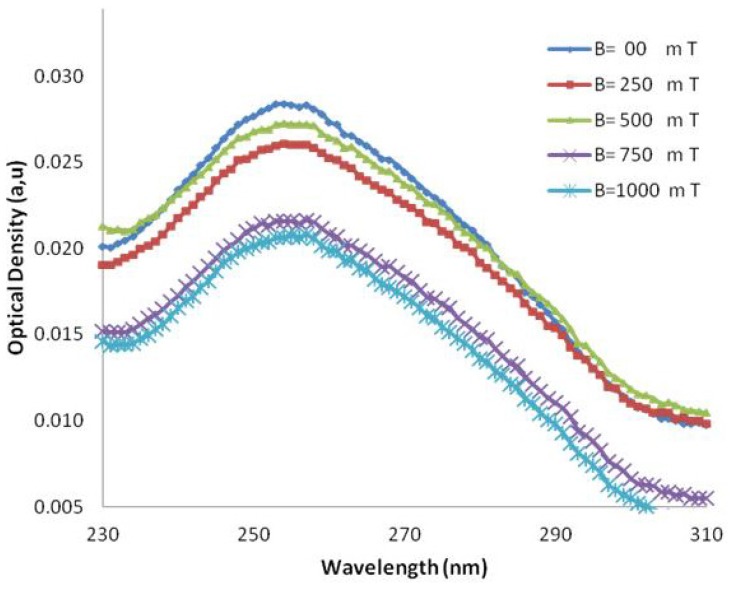 B= 00 m T
B= 250 m T
B= 500 m T
B= 750 m T
B=1000 m T
0.030
0.025
0.020
0.015
0.010
0.005
Optical Density (a,u)
230 250 270 290 310
Wavelength (nm)